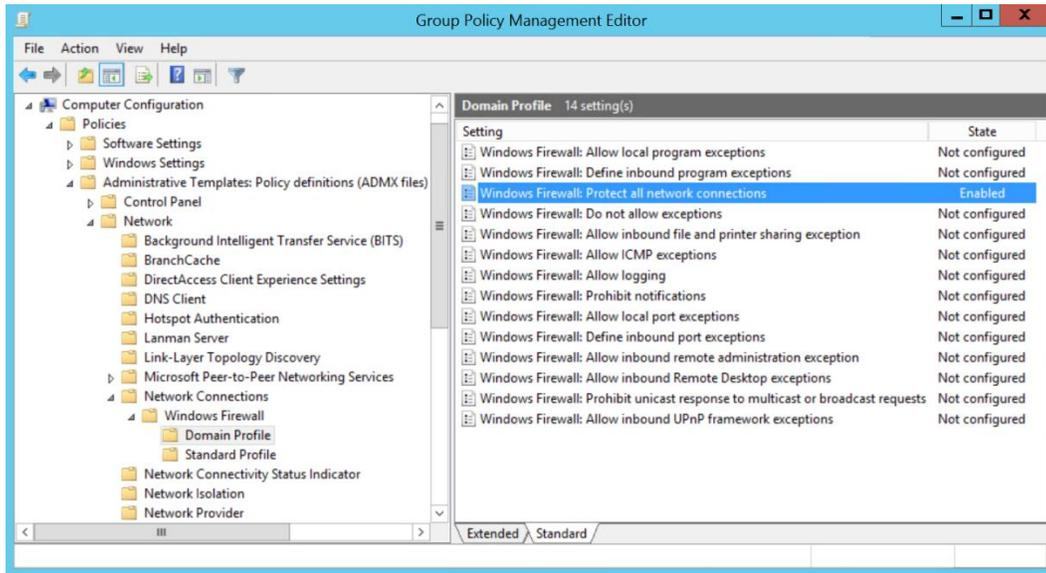 Group Policy Management Editor
File Action View Help
Computer Configuration
Policies
Software Settings
Windows Settings
Administrative Templates: Policy definitions (ADMX files)
Control Panel
Network
Background Intelligent Transfer Service (BITS)
BranchCache
DirectAccess Client Experience Settings
DNS Client
Hotspot Authentication
Lanman Server
Link-Layer Topology Discovery
Microsoft Peer-to-Peer Networking Services
Network Connections
Windows Firewall
Domain Profile
Standard Profile
Network Connectivity Status Indicator
Network Isolation
Network Provider
Domain Profile 14 setting(s)
Setting State
Windows Firewall: Allow local program exceptions Not configured
Windows Firewall: Define inbound program exceptions Not configured
Windows Firewall: Protect all network connections Enabled
Windows Firewall: Do not allow exceptions Not configured
Windows Firewall: Allow inbound file and printer sharing exception Not configured
Windows Firewall: Allow ICMP exceptions Not configured
Windows Firewall: Allow logging Not configured
Windows Firewall: Prohibit notifications Not configured
Windows Firewall: Allow local port exceptions Not configured
Windows Firewall: Define inbound port exceptions Not configured
Windows Firewall: Allow inbound remote administration exception Not configured
Windows Firewall: Allow inbound Remote Desktop exceptions Not configured
Windows Firewall: Prohibit unicast response to multicast or broadcast requests Not configured
Windows Firewall: Allow inbound UPnP framework exceptions Not configured
Extended Standard